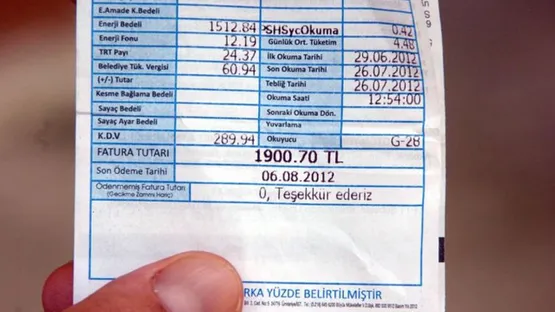 E.Amade K.Bedeli
Enerji Bedeli 1512.84 *SHSycOkuma 0.42
Enerji Fonu 12.19 Günlük Ort. Tüketim 4.48
TRT Payı 24.37 İlk Okuma Tarihi 29.06.2012
Belediye Tük. Vergisi 60.94 Son Okuma Tarihi 26.07.2012
(+/-) Tutar Tebliğ Tarihi 26.07.2012
Kesme Bağlama Bedeli Okuma Saati 12:54:00
Sayaç Bedeli Sonraki Okuma Dön.
Sayaç Ayar Bedeli Yuvarlama
K.D.V 289.94 Okuyucu G-28
FATURA TUTARI 1900.70 TL
Son Ödeme Tarihi 06.08.2012
Ödenmemiş Fatura Tutarı 0, Teşekkür ederiz
(Gecikme Zammı Hariç)
RKA YÜZDE BELİRTİLMİŞTİR